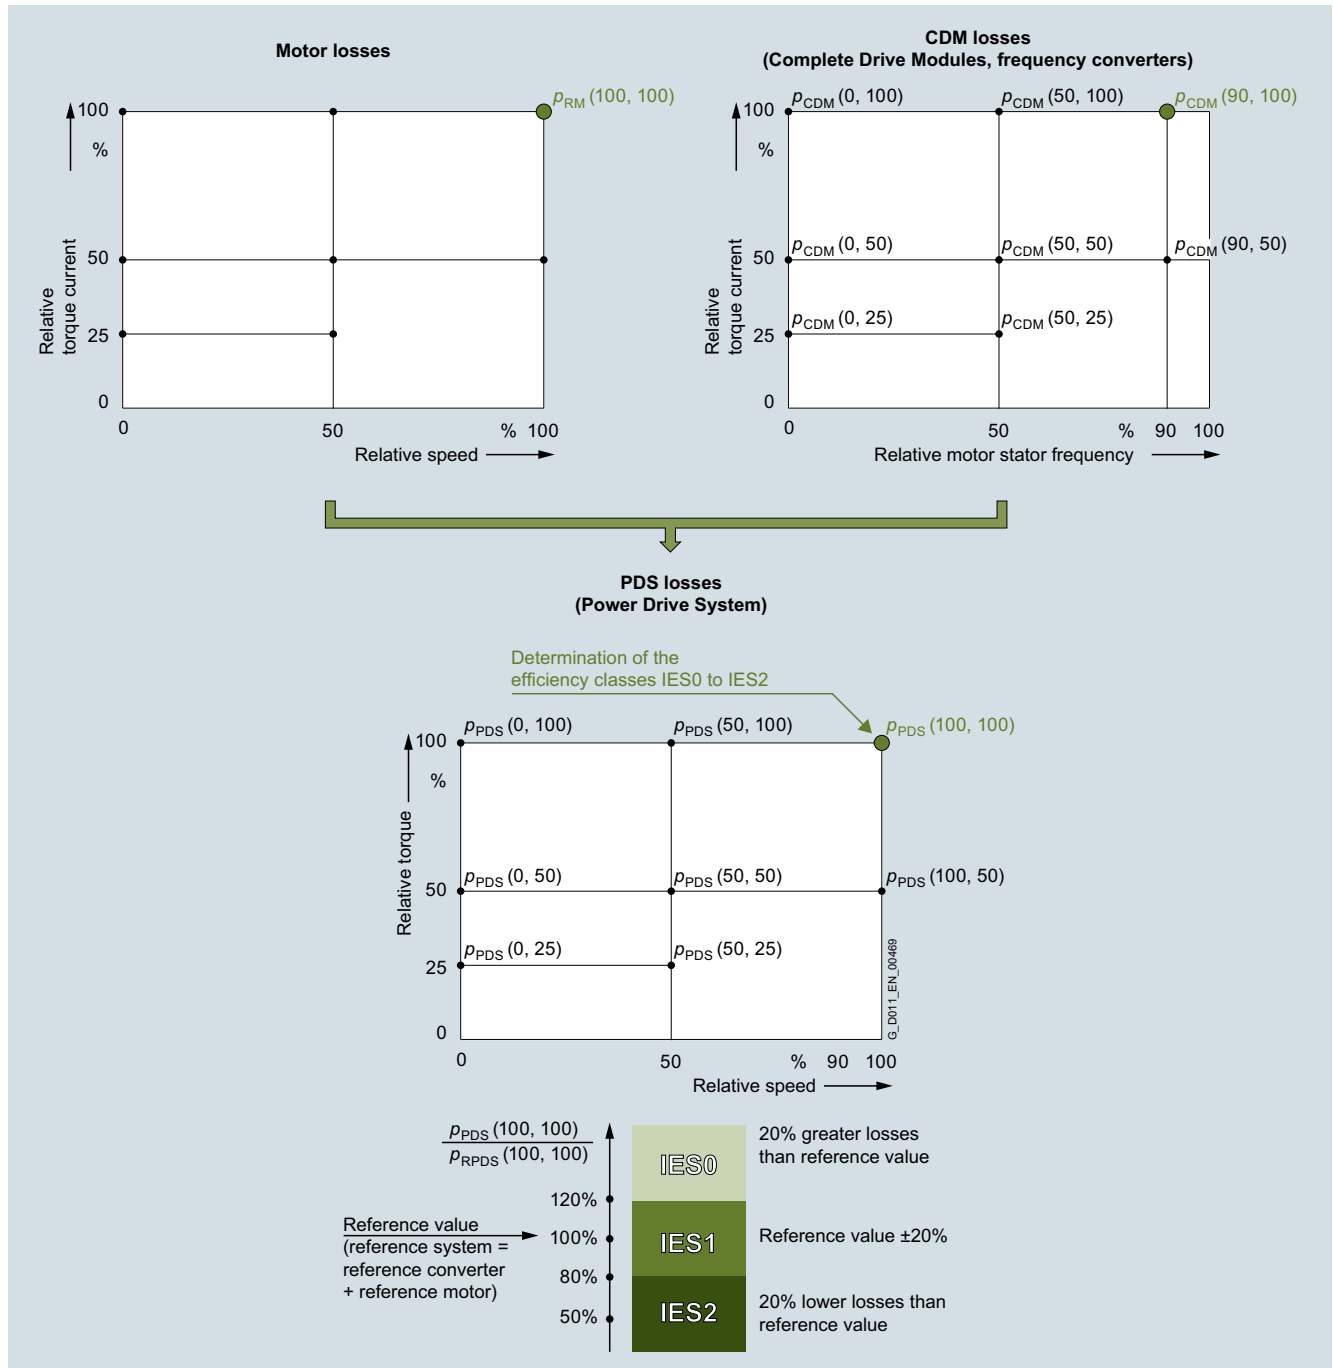 Motor losses
pRM (100, 100)
100
%
50
25
0
Relative
torque current
0
50
% 100
Relative speed
CDM losses
(Complete Drive Modules, frequency converters)
pCDM (0, 100)
pCDM (50, 100)
pCDM (90, 100)
100
%
pCDM (0, 50)
pCDM (50, 50)
pCDM (90, 50)
50
pCDM (0, 25)
pCDM (50, 25)
25
0
Relative
torque current
0
50
% 90 100
Relative motor stator frequency
PDS losses
(Power Drive System)
Determination of the
efficiency classes IES0 to IES2
pPDS (0, 100)
pPDS (50, 100)
pPDS (100, 100)
100
%
pPDS (0, 50)
pPDS (50, 50)
pPDS (100, 50)
50
pPDS (0, 25)
pPDS (50, 25)
25
0
Relative torque
G_D011_EN_00469
0
50
% 90 100
Relative speed
pPDS (100, 100)
pRPDS (100, 100)
120%
100%
80%
50%
Reference value
(reference system =
reference converter
+ reference motor)
IES0
20% greater losses
than reference value
IES1
Reference value ±20%
IES2
20% lower losses than
reference value